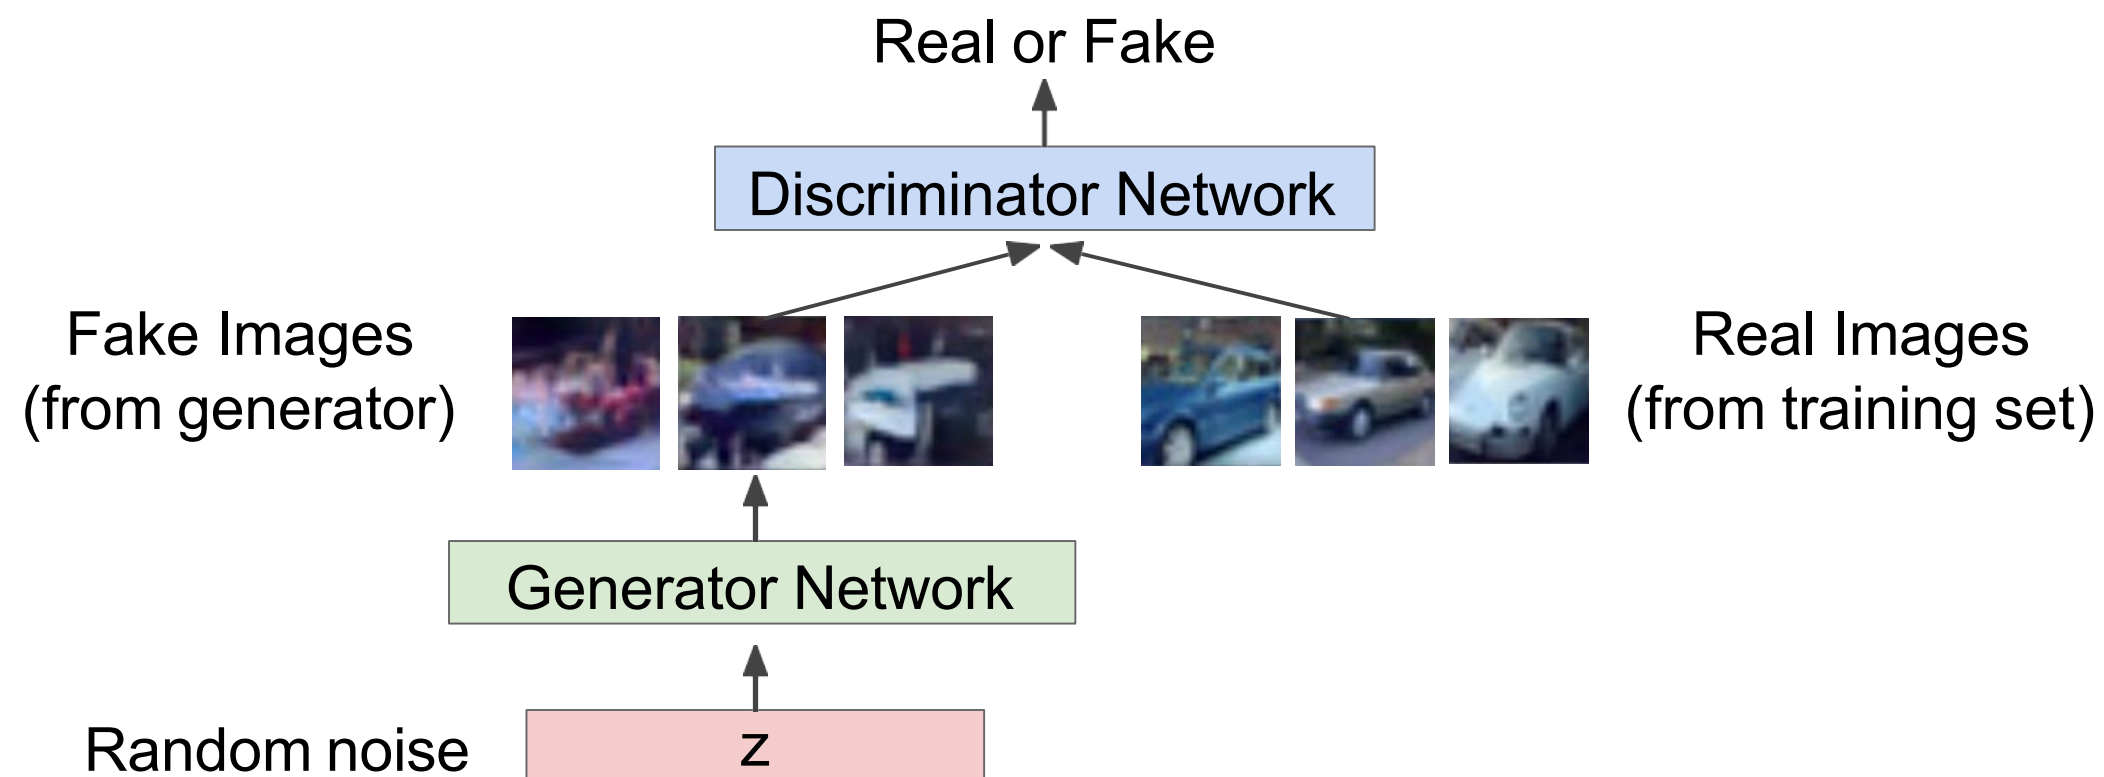 Real or Fake
Discriminator Network
Fake Images
(from generator)
Real Images
(from training set)
Generator Network
Random noise
z